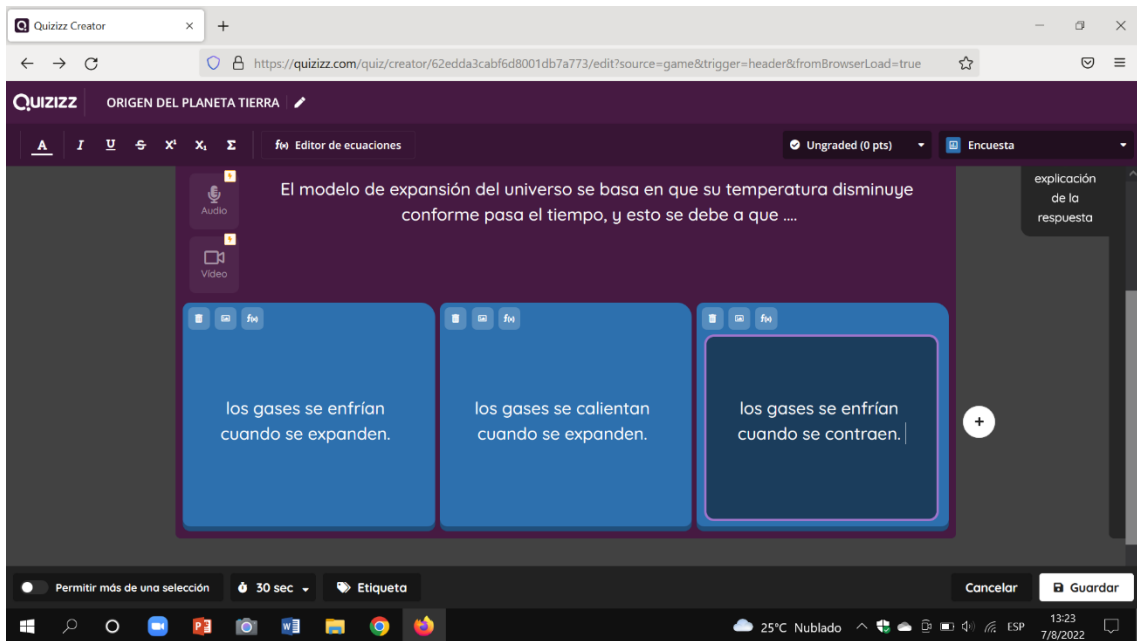 Quizizz Creator
https://quizizz.com/quiz/creator/62edda3cabf6d8001db7a773/edit?source=game&trigger=header&fromBrowserLoad=true
QUIZIZZ ORIGEN DEL PLANETA TIERRA
A I U S X¹ X₁ Σ f(x) Editor de ecuaciones Ungraded (0 pts) Encuesta
Audio
Vídeo
El modelo de expansión del universo se basa en que su temperatura disminuye
conforme pasa el tiempo, y esto se debe a que ....
explicación
de la
respuesta
f(x)
los gases se enfrían
cuando se expanden.
f(x)
los gases se calientan
cuando se expanden.
f(x)
los gases se enfrían
cuando se contraen.
Permitir más de una selección 30 sec Etiqueta Cancelar Guardar
25°C Nublado ESP 13:23
7/8/2022